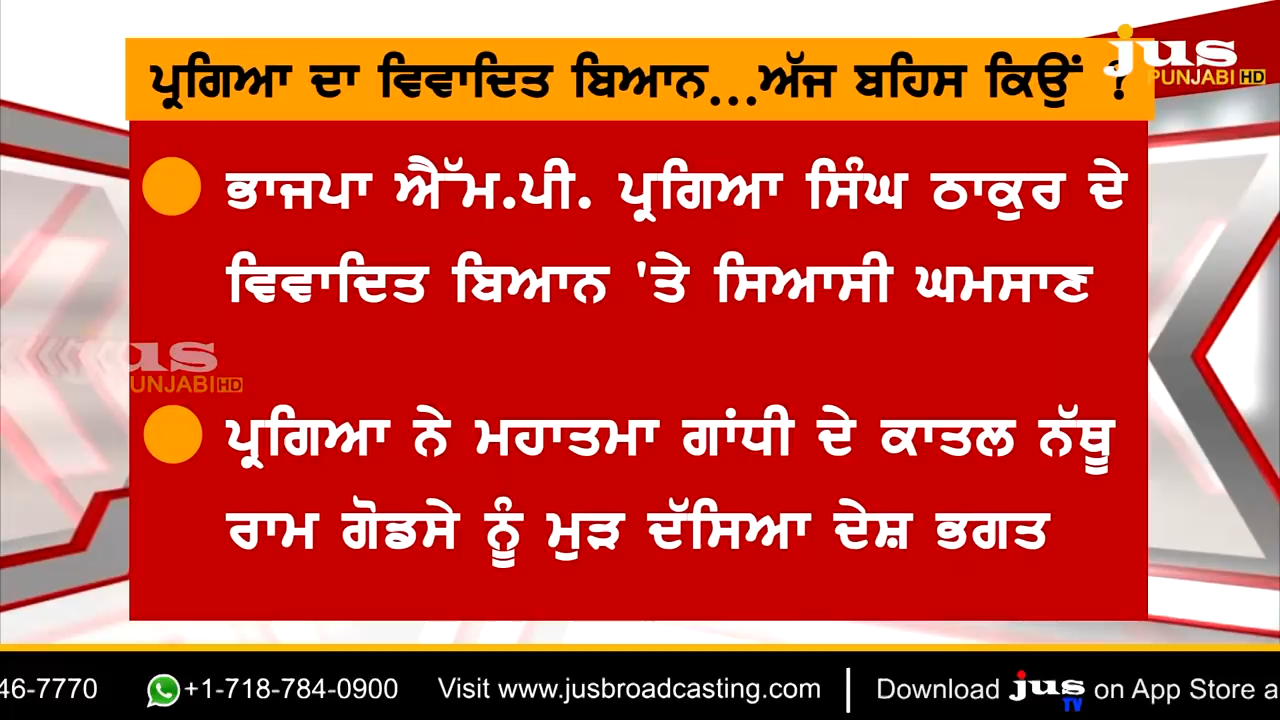 ਪ੍ਰਗਿਆ ਦਾ ਵਿਵਾਦਿਤ ਬਿਆਨ...ਅੱਜ ਬਹਿਸ ਕਿਉਂ ?
jus
PUNJABI HD
ਭਾਜਪਾ ਐੱਮ.ਪੀ. ਪ੍ਰਗਿਆ ਸਿੰਘ ਠਾਕੁਰ ਦੇ
ਵਿਵਾਦਿਤ ਬਿਆਨ 'ਤੇ ਸਿਆਸੀ ਘਮਸਾਣ
jus
PUNJABI HD
ਪ੍ਰਗਿਆ ਨੇ ਮਹਾਤਮਾ ਗਾਂਧੀ ਦੇ ਕਾਤਲ ਨੱਥੂ
ਰਾਮ ਗੋਡਸੇ ਨੂੰ ਮੁੜ ਦੱਸਿਆ ਦੇਸ਼ ਭਗਤ
46-7770 +1-718-784-0900 Visit www.jusbroadcasting.com | Download jus TV on App Store a